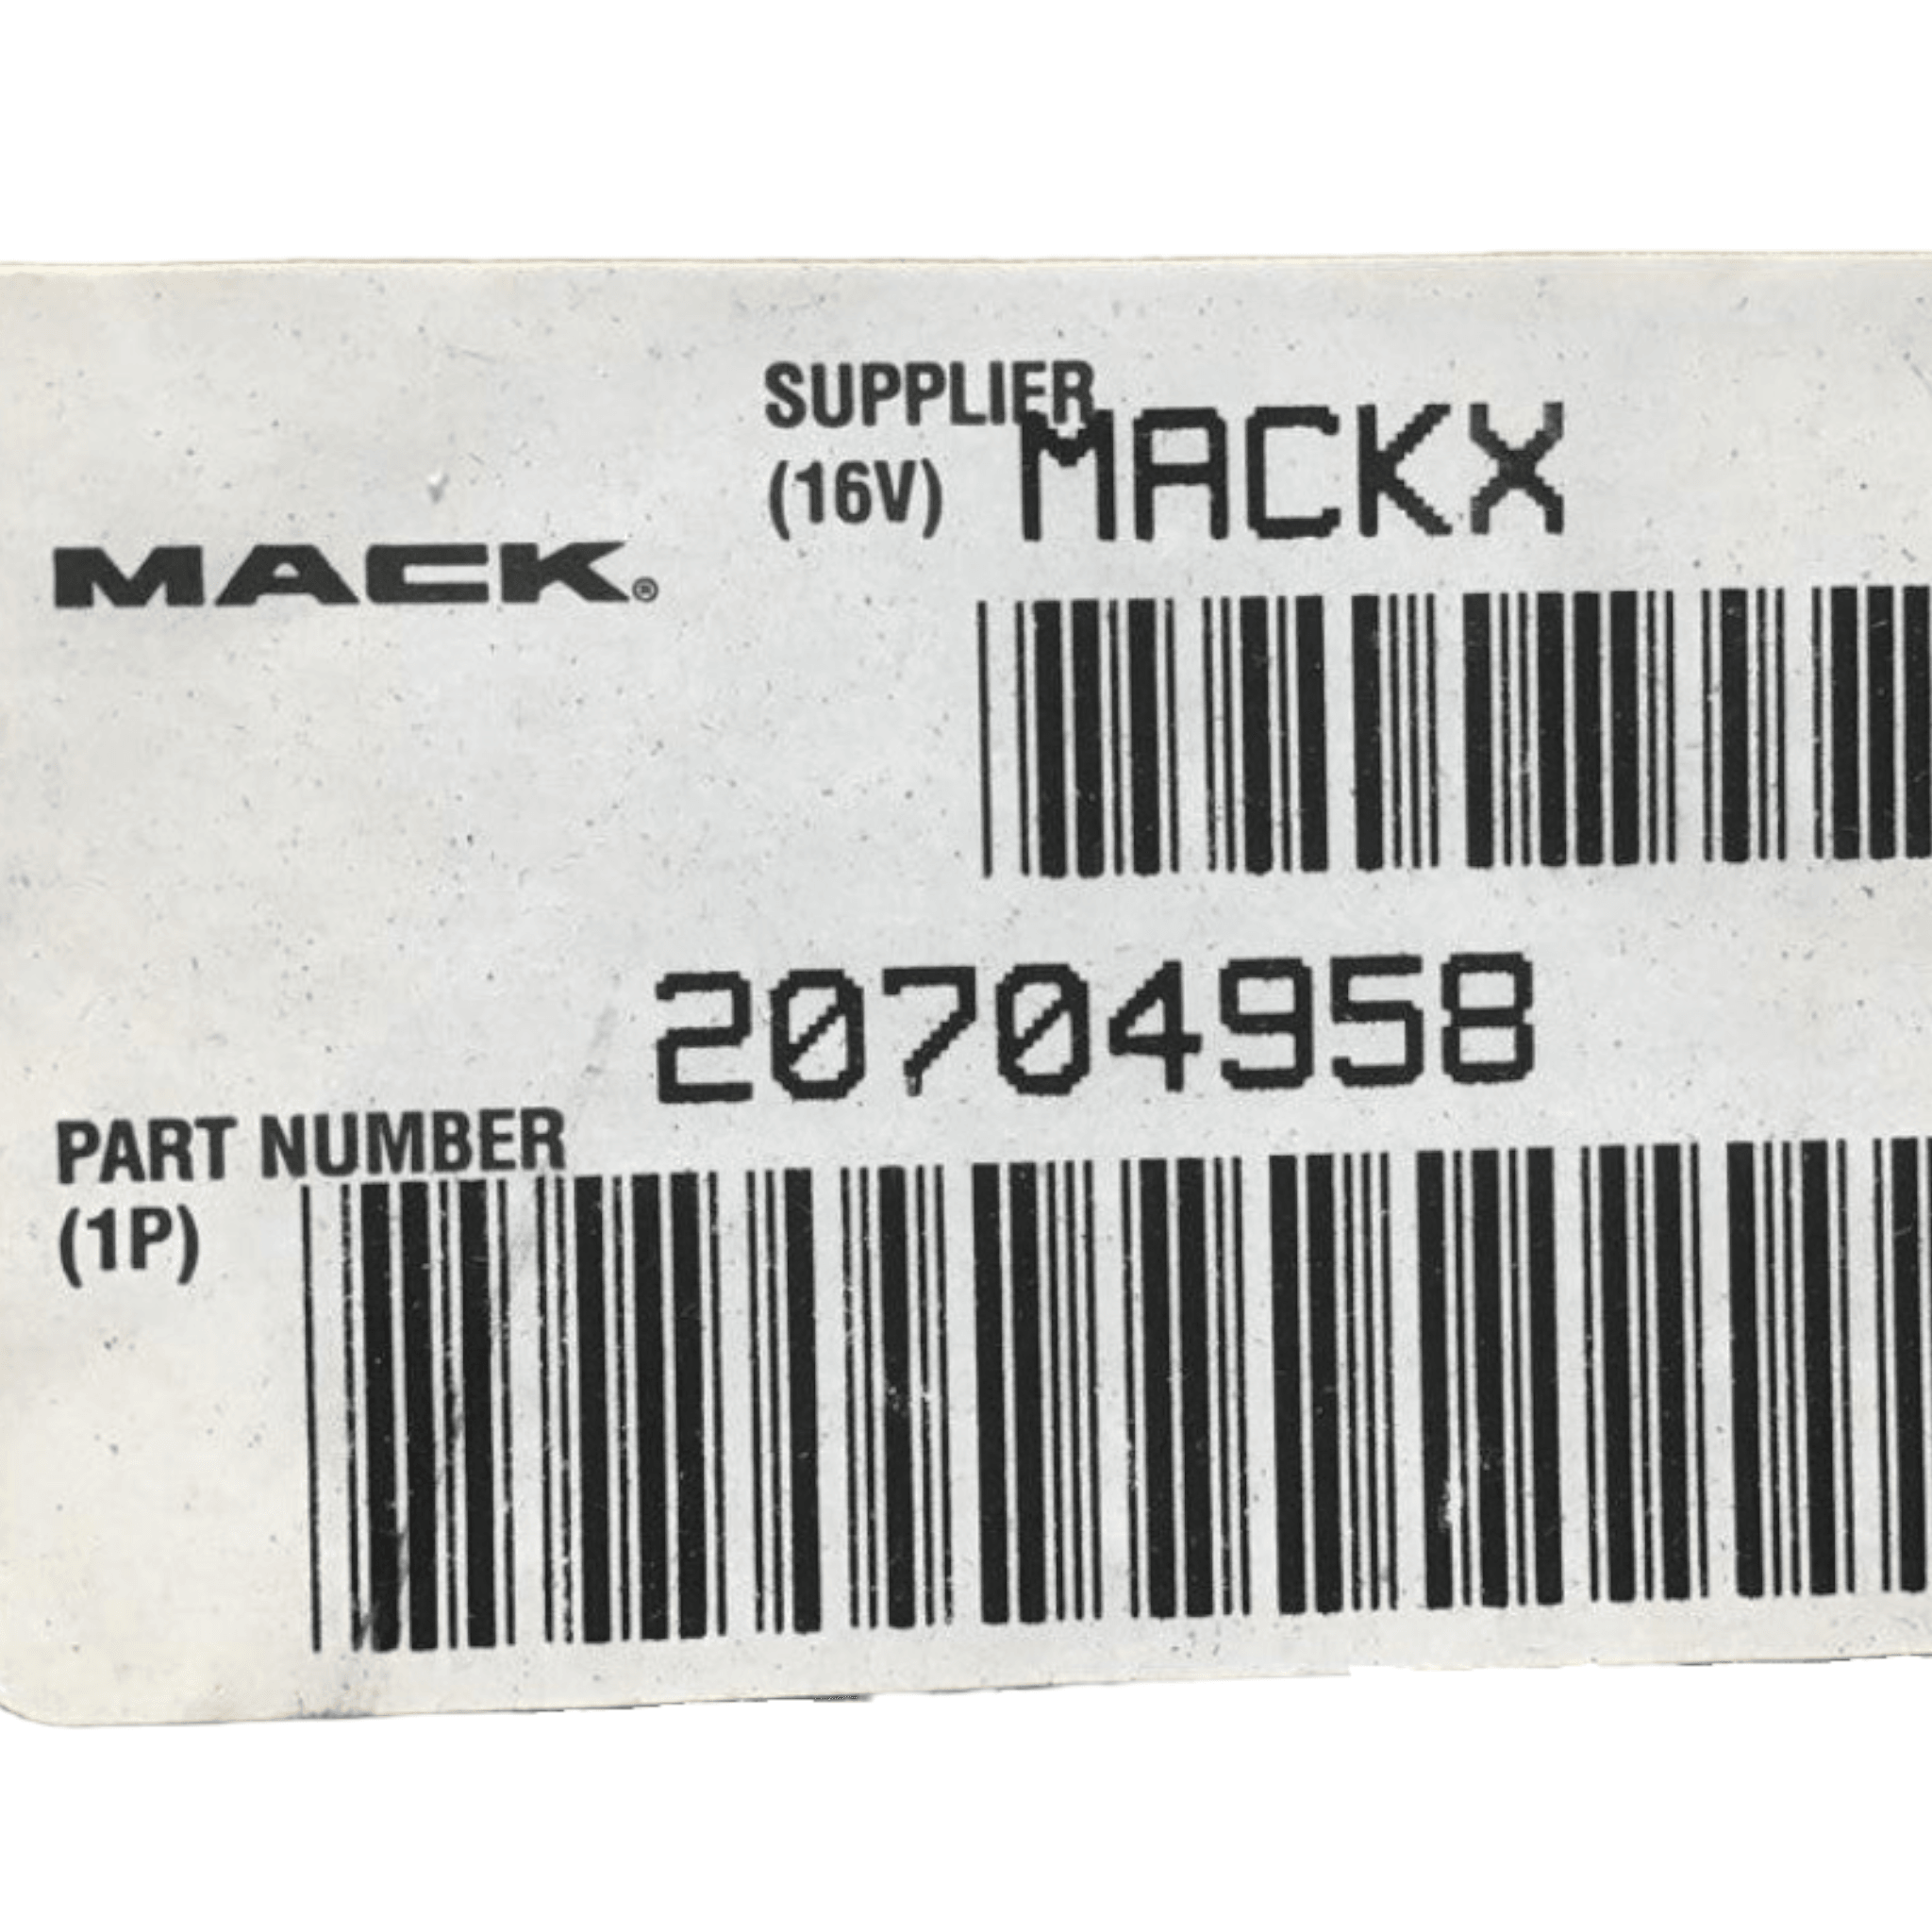 SUPPLIER
(16V) MACKX
MACK®
20704958
PART NUMBER
(1P)